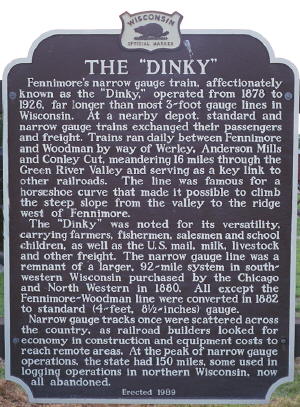 WISCONSIN
OFFICIAL MARKER
THE "DINKY"
Fennimore's narrow gauge train, affectionately
known as the "Dinky," operated from 1878 to
1926, far longer than most 3-foot gauge lines in
Wisconsin. At a nearby depot, standard and
narrow gauge trains exchanged their passengers
and freight. Trains ran daily between Fennimore
and Woodman by way of Werley, Anderson Mills
and Conley Cut, meandering 16 miles through the
Green River Valley and serving as a key link to
other railroads. The line was famous for a
horseshoe curve that made it possible to climb
the steep slope from the valley to the ridge
west of Fennimore.
The "Dinky" was noted for its versatility,
carrying farmers, fishermen, salesmen and school
children, as well as the U.S. mail, milk, livestock
and other freight. The narrow gauge line was a
remnant of a larger, 92-mile system in south-
western Wisconsin purchased by the Chicago
and North Western in 1880. All except the
Fennimore-Woodman line were converted in 1882
to standard (4-feet, 8½-inches) gauge.
Narrow gauge tracks once were scattered across
the country, as railroad builders looked for
economy in construction and equipment costs to
reach remote areas. At the peak of narrow gauge
operations, the state had 150 miles, some used in
logging operations in northern Wisconsin, now
all abandoned.
Erected 1989